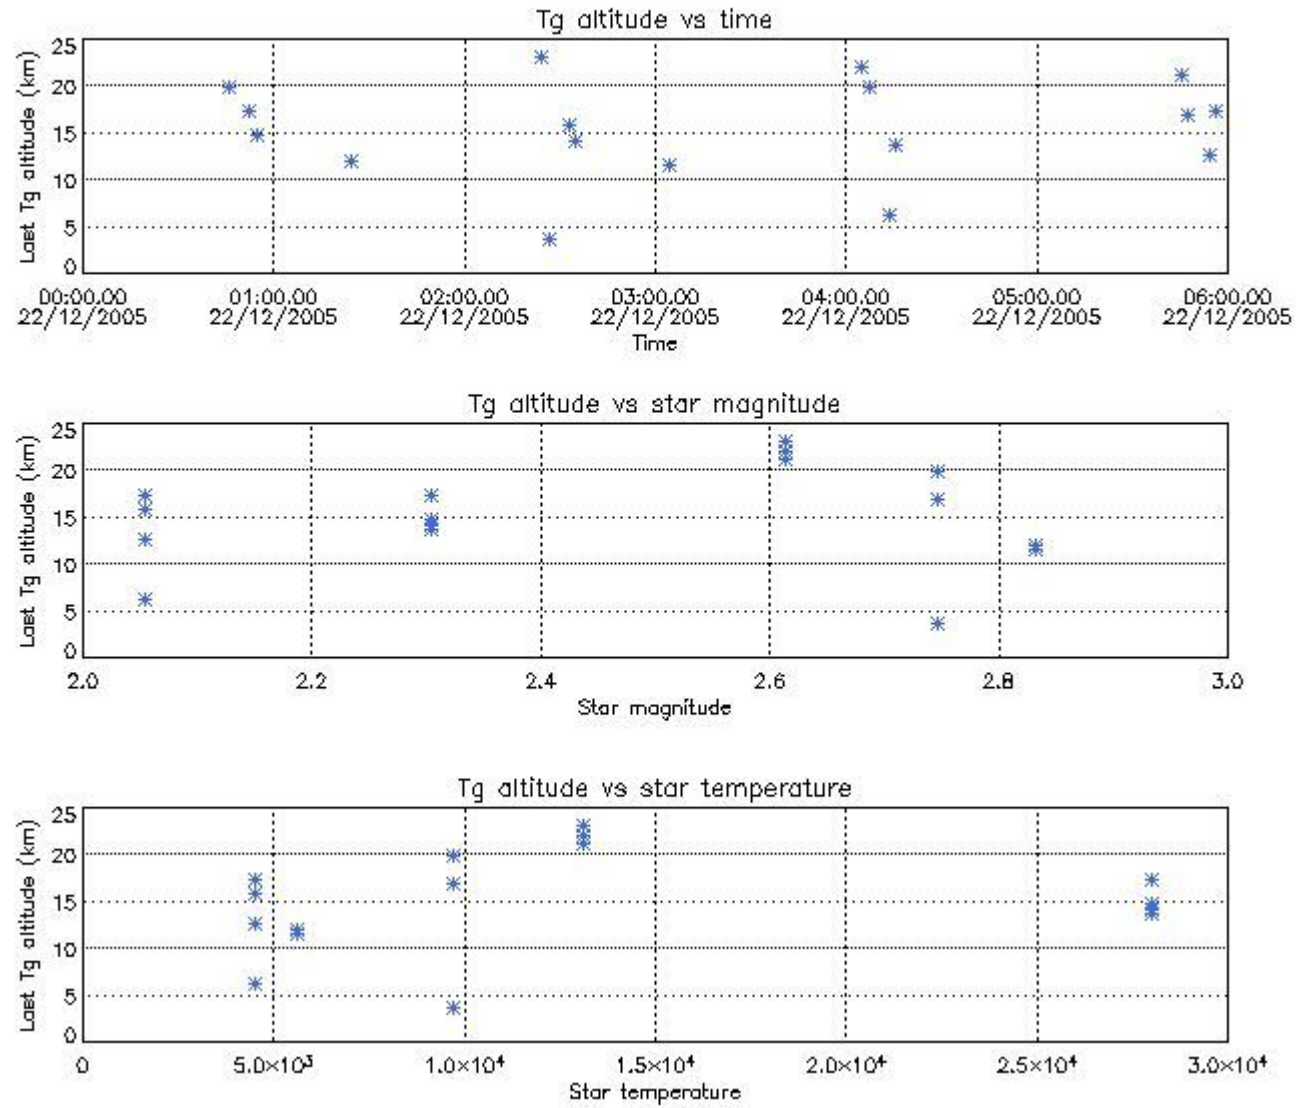 Tg altitude vs time
Last Tg altitude (km)
25
20
15
10
5
0
00:00.00 01:00.00 02:00.00 03:00.00 04:00.00 05:00.00 06:00.00
22/12/2005 22/12/2005 22/12/2005 22/12/2005 22/12/2005 22/12/2005 22/12/2005
Time
Tg altitude vs star magnitude
Last Tg altitude (km)
25
20
15
10
5
0
2.0 2.2 2.4 2.6 2.8 3.0
Star magnitude
Tg altitude vs star temperature
Last Tg altitude (km)
25
20
15
10
5
0
0 5.0×10³ 1.0×10⁴ 1.5×10⁴ 2.0×10⁴ 2.5×10⁴ 3.0×10⁴
Star temperature